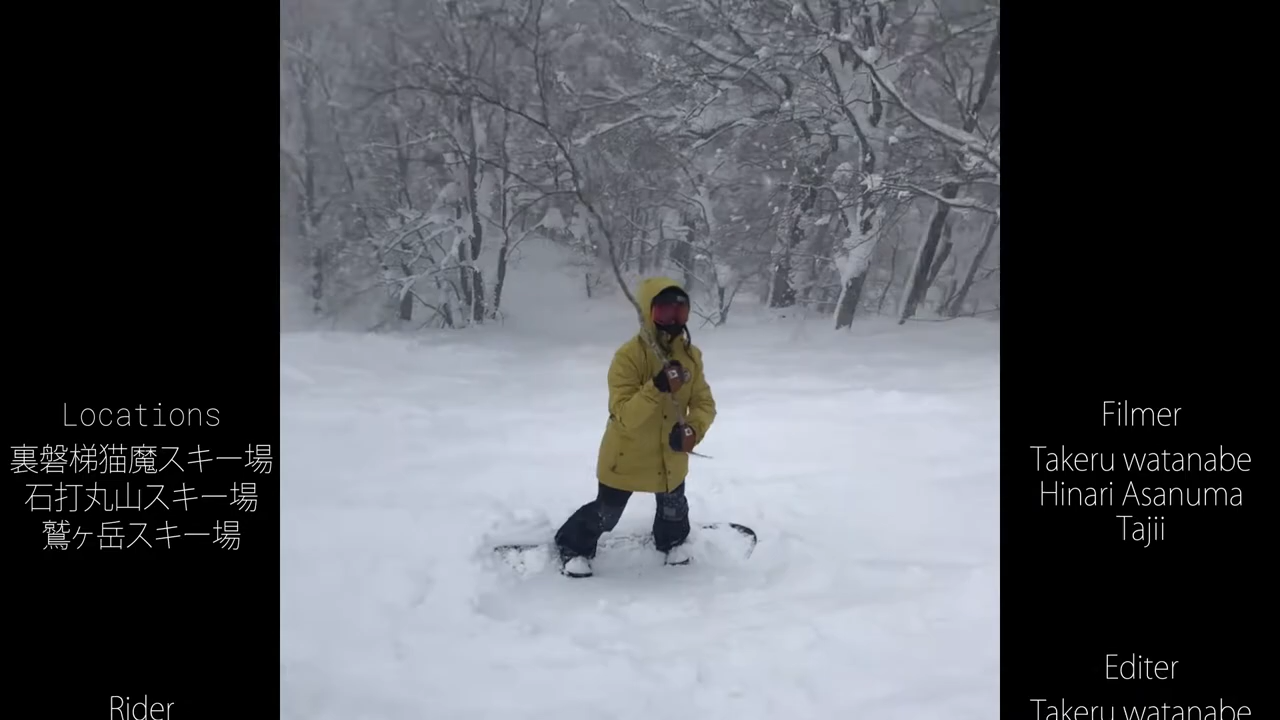 Locations
裏磐梯猫魔スキー場
石打丸山スキー場
鷲ヶ岳スキー場
Rider
Filmer
Takeru watanabe
Hinari Asanuma
Tajii
Editer
Takeru watanabe